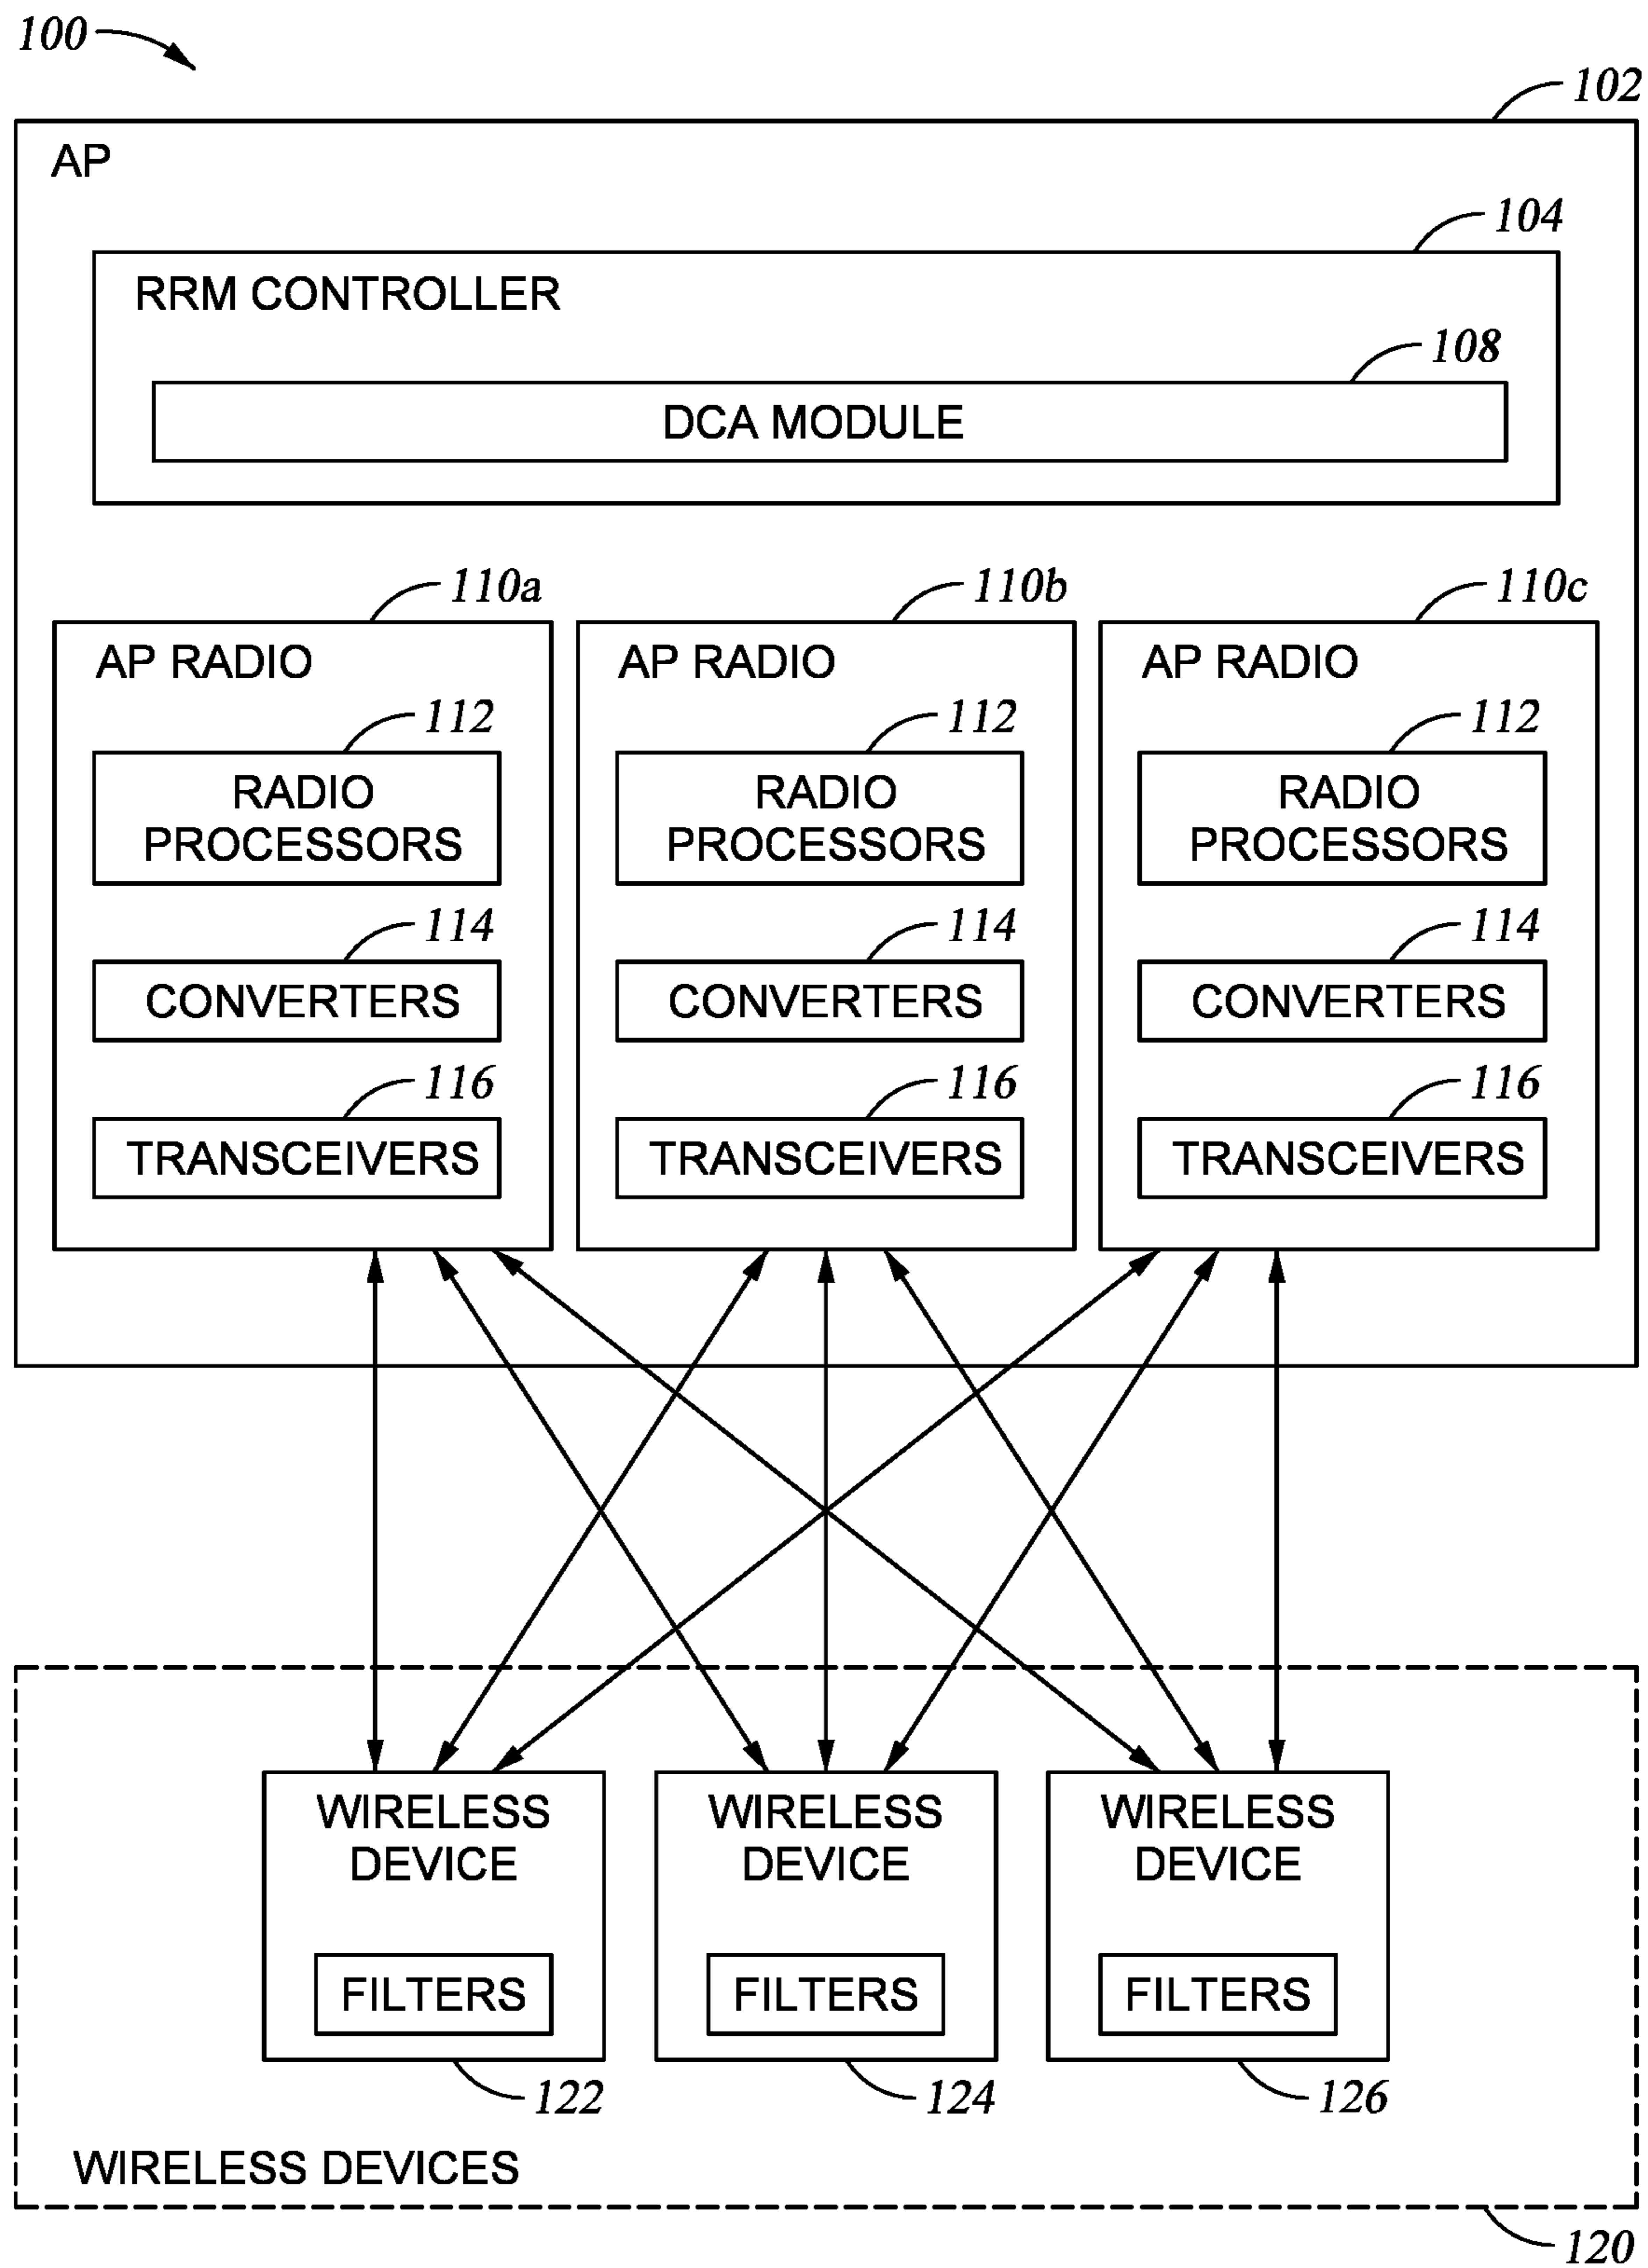 100
102
AP
104
RRM CONTROLLER
108
DCA MODULE
110a
110b
110c
AP RADIO
AP RADIO
AP RADIO
112
112
112
RADIO
PROCESSORS
RADIO
PROCESSORS
RADIO
PROCESSORS
114
114
114
CONVERTERS
CONVERTERS
CONVERTERS
116
116
116
TRANSCEIVERS
TRANSCEIVERS
TRANSCEIVERS
WIRELESS
DEVICE
WIRELESS
DEVICE
WIRELESS
DEVICE
FILTERS
FILTERS
FILTERS
122
124
126
WIRELESS DEVICES
120